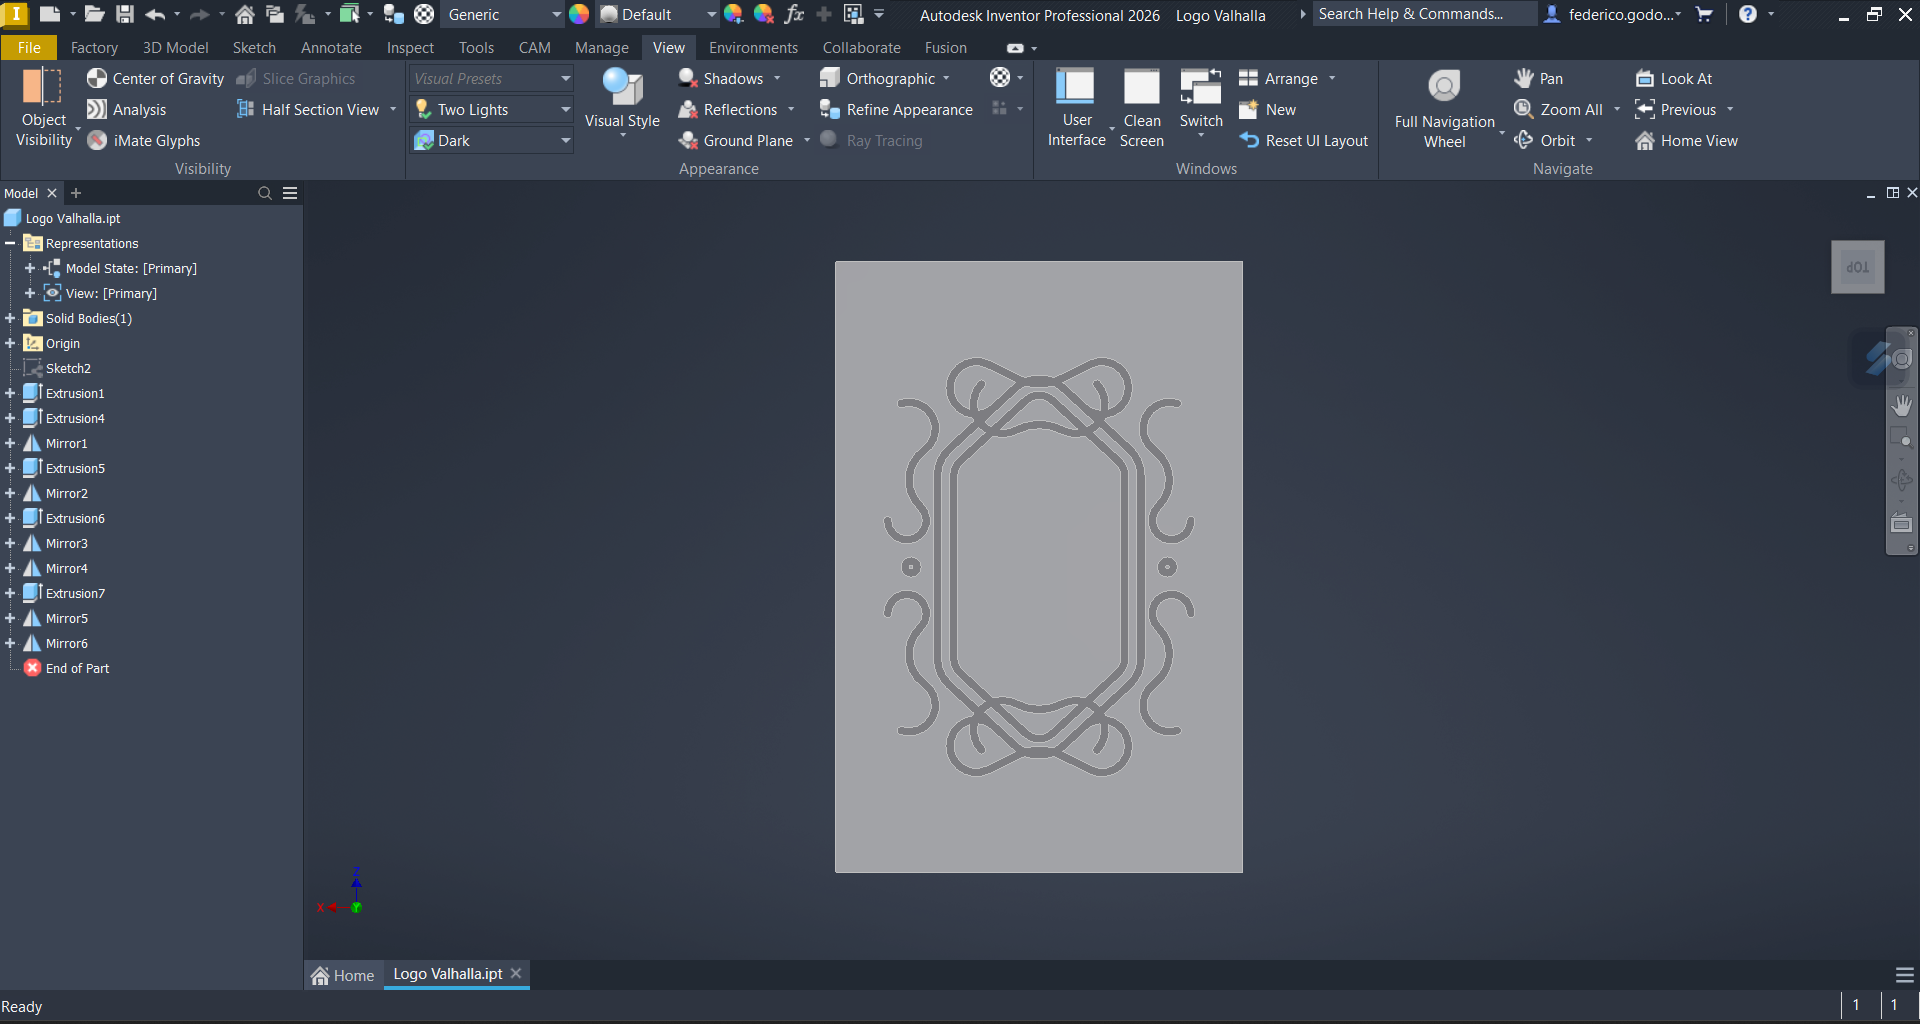 Generic
Default
Autodesk Inventor Professional 2026 Logo Valhalla
Search Help & Commands...
federico.godo...
File Factory 3D Model Sketch Annotate Inspect Tools CAM Manage View Environments Collaborate Fusion
Object Visibility
Center of Gravity
Analysis
iMate Glyphs
Slice Graphics
Half Section View
Visibility
Visual Presets
Two Lights
Dark
Visual Style
Shadows
Reflections
Ground Plane
Orthographic
Refine Appearance
Ray Tracing
Appearance
User Interface
Clean Screen
Switch
Arrange
New
Reset UI Layout
Windows
Full Navigation Wheel
Pan
Zoom All
Orbit
Look At
Previous
Home View
Navigate
Model
Logo Valhalla.ipt
Representations
Model State: [Primary]
View: [Primary]
Solid Bodies(1)
Origin
Sketch2
Extrusion1
Extrusion4
Mirror1
Extrusion5
Mirror2
Extrusion6
Mirror3
Mirror4
Extrusion7
Mirror5
Mirror6
End of Part
TOP
Z
X
Y
Home
Logo Valhalla.ipt
Ready
1 1